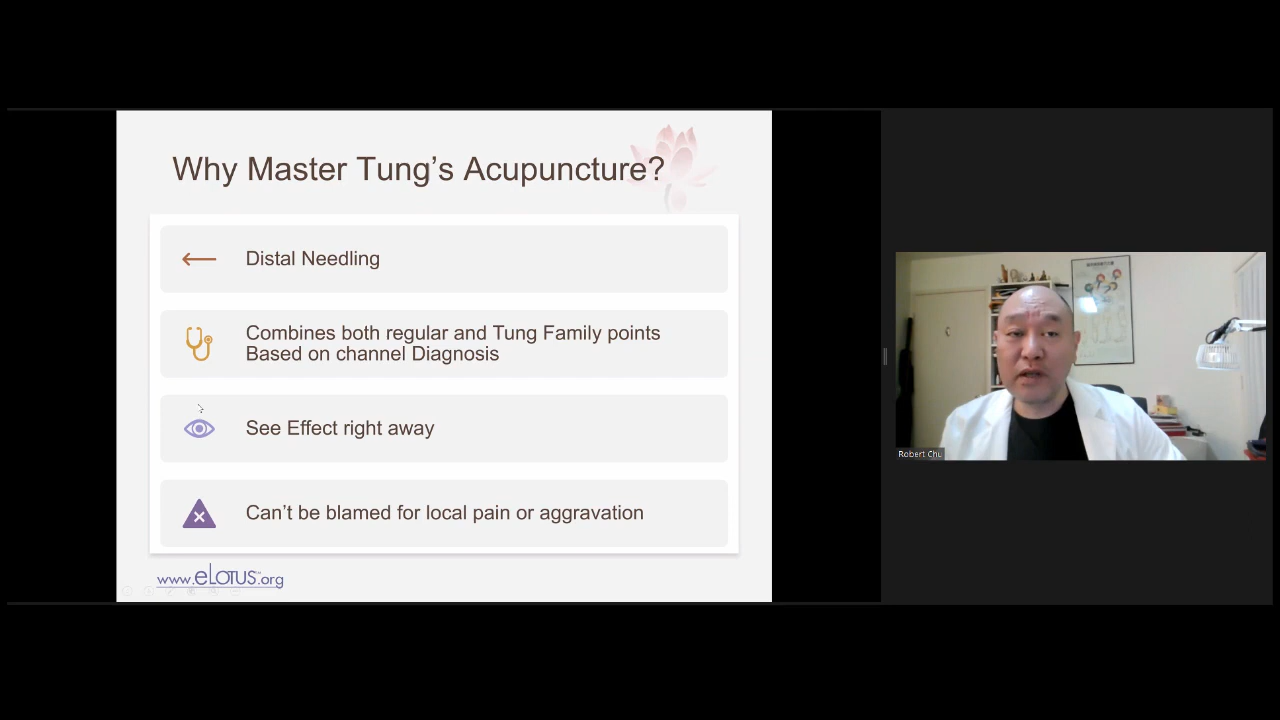 Why Master Tung's Acupuncture?
Distal Needling
Combines both regular and Tung Family points
Based on channel Diagnosis
See Effect right away
Can't be blamed for local pain or aggravation
www.eLOTUS.org
Robert Chu